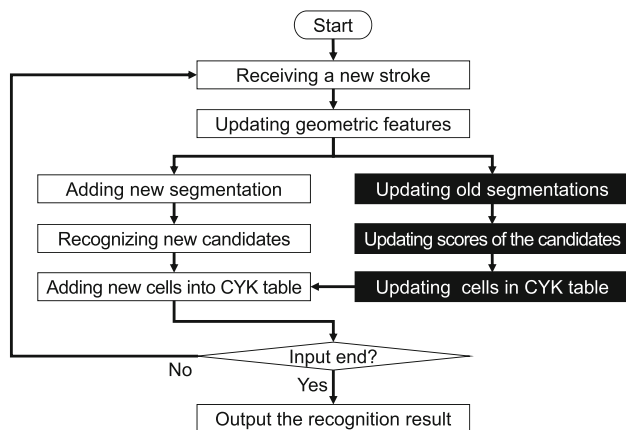 Start
Receiving a new stroke
Updating geometric features
Adding new segmentation
Updating old segmentations
Recognizing new candidates
Updating scores of the candidates
Adding new cells into CYK table
Updating cells in CYK table
Input end?
No
Yes
Output the recognition result